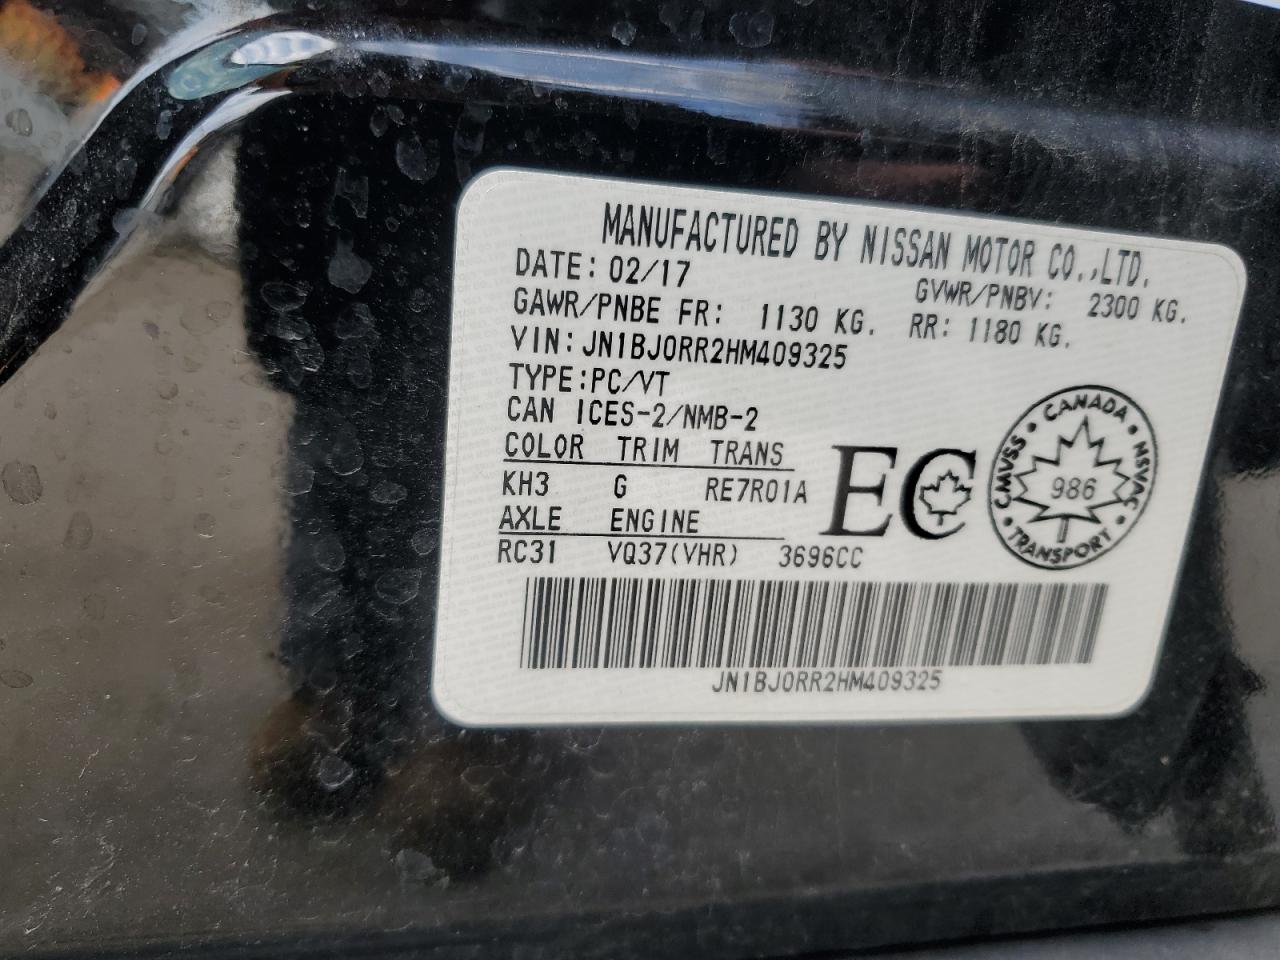 MANUFACTURED BY NISSAN MOTOR CO.,LTD.
DATE: 02/17 GVWR/PNBV: 2300 KG.
GAWR/PNBE FR: 1130 KG. RR: 1180 KG.
VIN: JN1BJ0RR2HM409325
TYPE:PC/VT
CAN ICES-2/NMB-2
COLOR TRIM TRANS
KH3 G RE7R01A
AXLE ENGINE
RC31 VQ37(VHR) 3696CC
EC
CANADA
CMVSS • NSVAC
986
TRANSPORT
JN1BJ0RR2HM409325